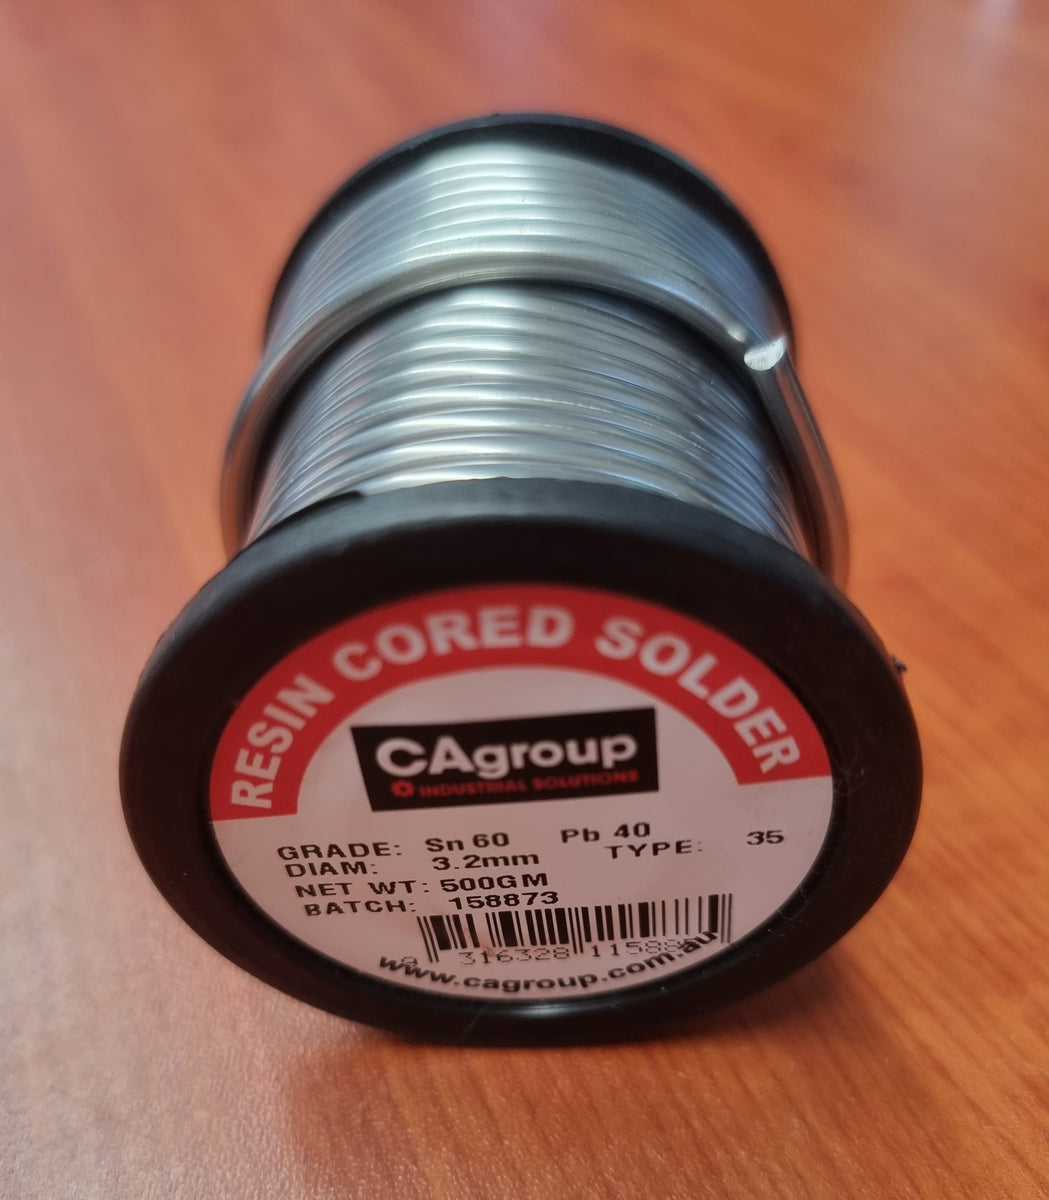 RESIN CORED SOLDER
CAgroup
INDUSTRIAL SOLUTIONS
GRADE: Sn 60 Pb 40
DIAM: 3.2mm TYPE: 35
NET WT: 500GM
BATCH: 158873
316328
www.cagroup.com.au